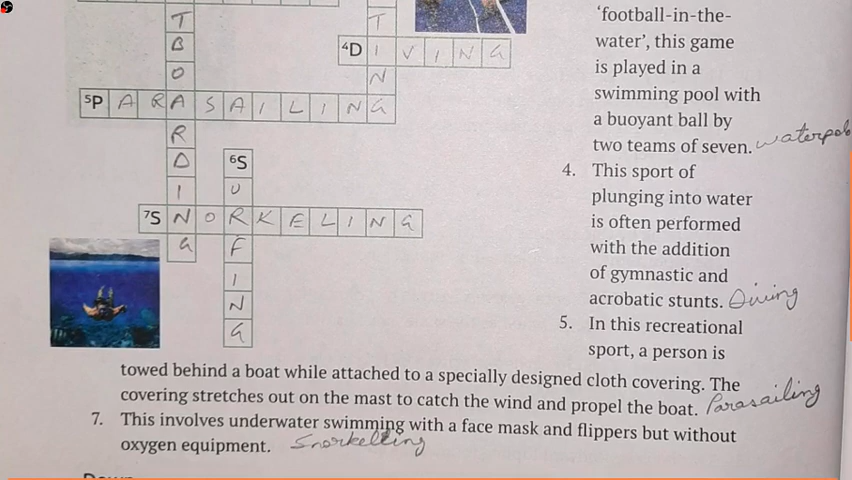 T
B
O
A
R
D
I
N
G
T
I
N
G
4D I V I N G
5P A R A S A I L I N G
6S
U
R
F
I
N
G
7S N O R K E L I N G
'football-in-the-
water', this game
is played in a
swimming pool with
a buoyant ball by
two teams of seven. waterpolo
4. This sport of
plunging into water
is often performed
with the addition
of gymnastic and
acrobatic stunts. Diving
5. In this recreational
sport, a person is
towed behind a boat while attached to a specially designed cloth covering. The
covering stretches out on the mast to catch the wind and propel the boat. Parasailing
7. This involves underwater swimming with a face mask and flippers but without
oxygen equipment. Snorkelling